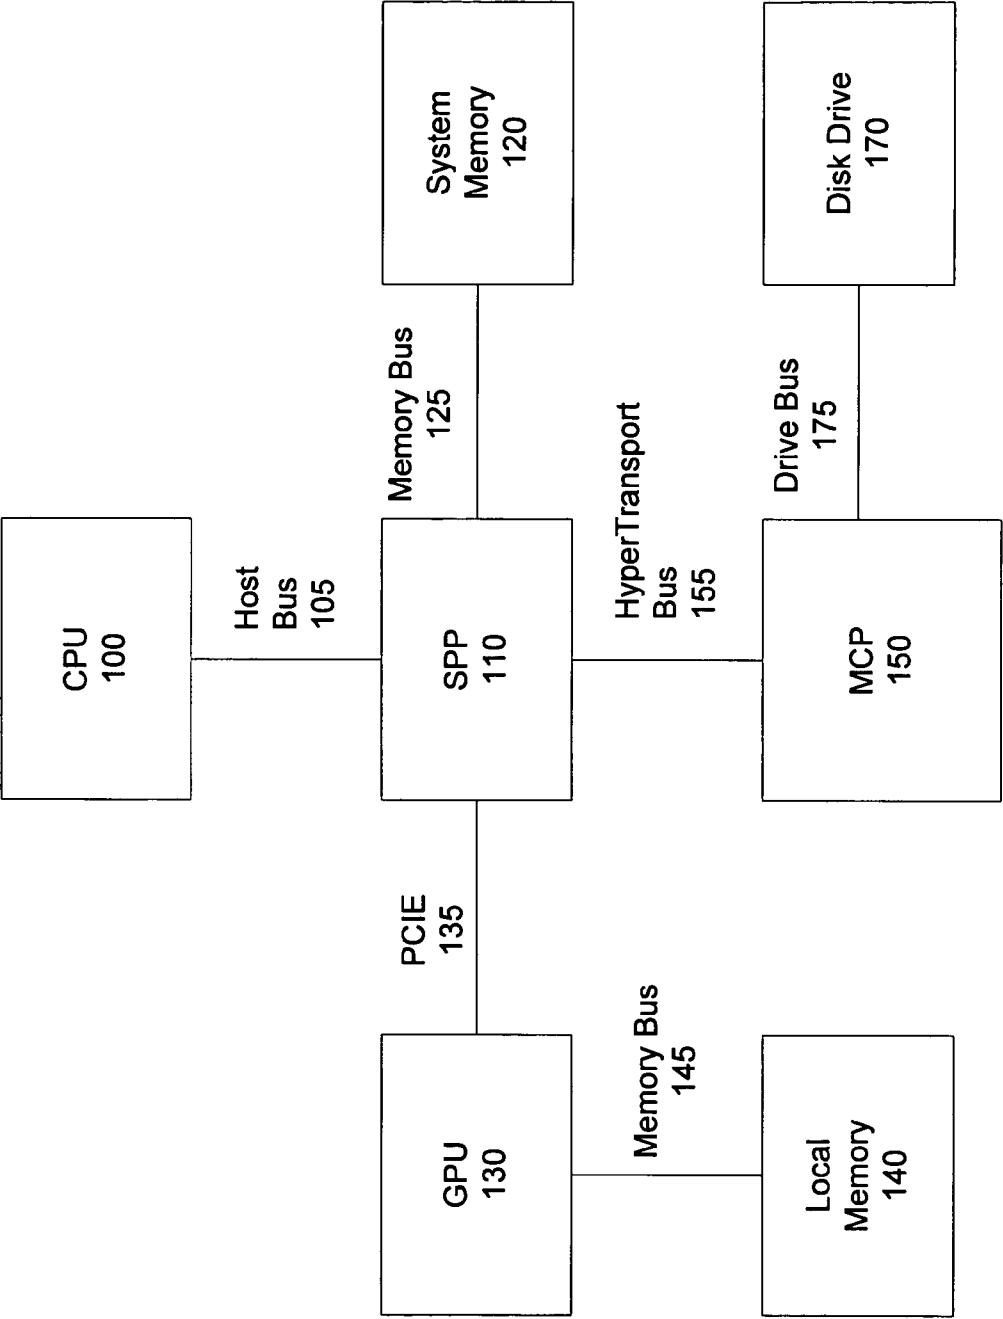 CPU
100
Host
Bus
105
GPU
130
PCIE
135
SPP
110
Memory Bus
125
System
Memory
120
Memory Bus
145
HyperTransport
Bus
155
Local
Memory
140
MCP
150
Drive Bus
175
Disk Drive
170